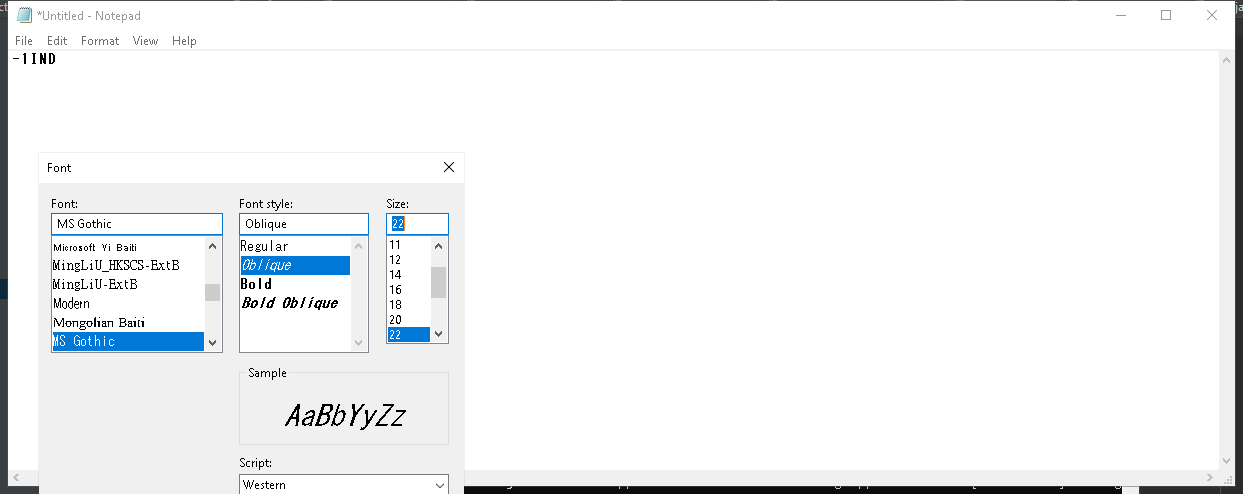 *Untitled - Notepad
File Edit Format View Help
-1IND
Font
Font: Font style: Size:
MS Gothic Oblique 22
Microsoft Yi Baiti
MingLiU_HKSCS-ExtB
MingLiU-ExtB
Modern
Mongolian Baiti
MS Gothic
Regular
Oblique
Bold
Bold Oblique
11
12
14
16
18
20
22
Sample
AaBbYyZz
Script:
Western